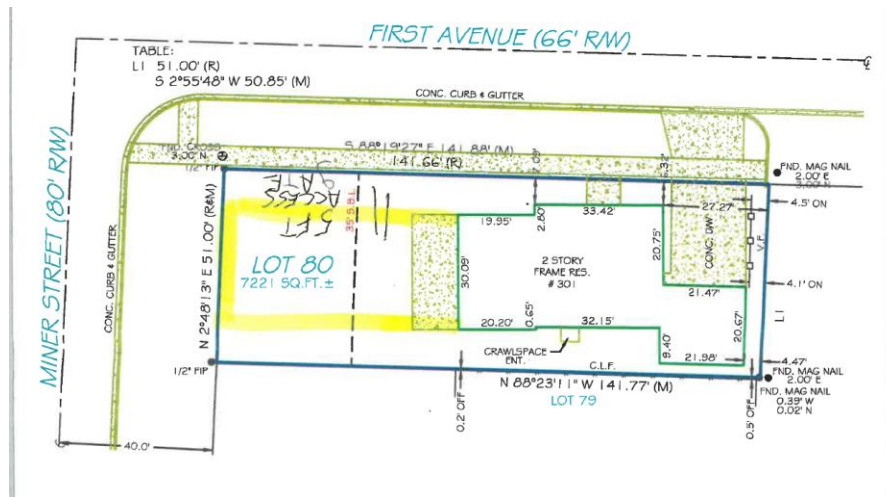 FIRST AVENUE (66' R/W)
TABLE:
L1 51.00' (R)
S 2°55'48" W 50.85' (M)
CONC. CURB & GUTTER
MINER STREET (80' R/W)
CONC. CURB & GUTTER
FND. CROSS
3.00' N
1/2" FIP
S 88°19'27" E 141.88' (M)
141.66' (R)
7.09'
FND. MAG NAIL
2.00' E
3.00' N
5 FT
ACCESS
GATE
35' B.S.L.
N 2°48'13" E 51.00' (R&M)
LOT 80
7221 SQ.FT.±
19.95'
2.80'
33.42'
20.75'
27.27'
4.5' ON
CONC. DW
V.F.
30.09'
2 STORY
FRAME RES.
# 301
21.47'
4.1' ON
20.20'
0.65'
32.15'
20.67'
L1
CRAWLSPACE
ENT.
9.40'
21.98'
4.47'
C.L.F.
1/2" FIP
N 88°23'11" W 141.77' (M)
LOT 79
FND. MAG NAIL
2.00' E
FND. MAG NAIL
0.39' W
0.02' N
0.2' OFF
0.5' OFF
40.0'